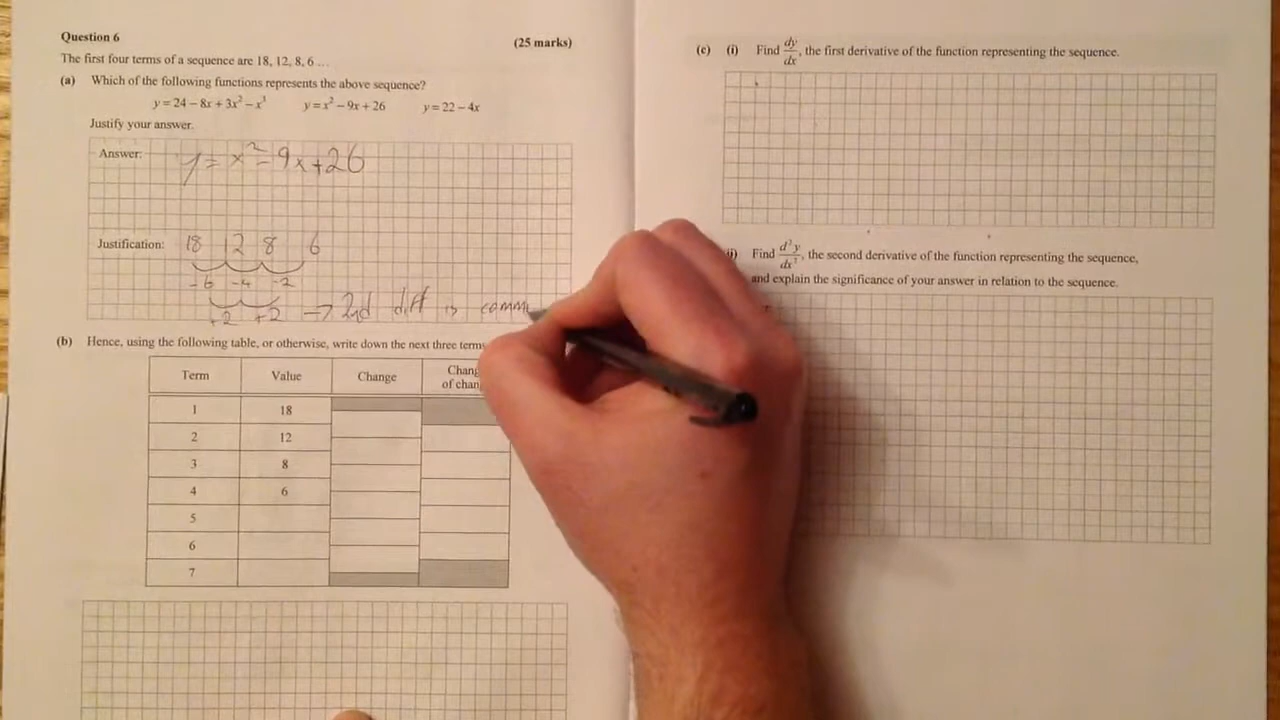 Question 6
(25 marks)
The first four terms of a sequence are 18, 12, 8, 6 ...
(a) Which of the following functions represents the above sequence?
y = 24 – 8x + 3x² – x³ y = x² – 9x + 26 y = 22 – 4x
Justify your answer.
Answer: y = x² – 9x + 26
Justification: 18 12 8 6
-6 -4 -2
+2 +2 → 2nd diff is comm
(b) Hence, using the following table, or otherwise, write down the next three
Term Value Change
1 18
2 12
3 8
4 6
5
6
7
(c) (i) Find dy/dx, the first derivative of the function representing the sequence.
Find d²y/dx², the second derivative of the function representing the sequence,
and explain the significance of your answer in relation to the sequence.